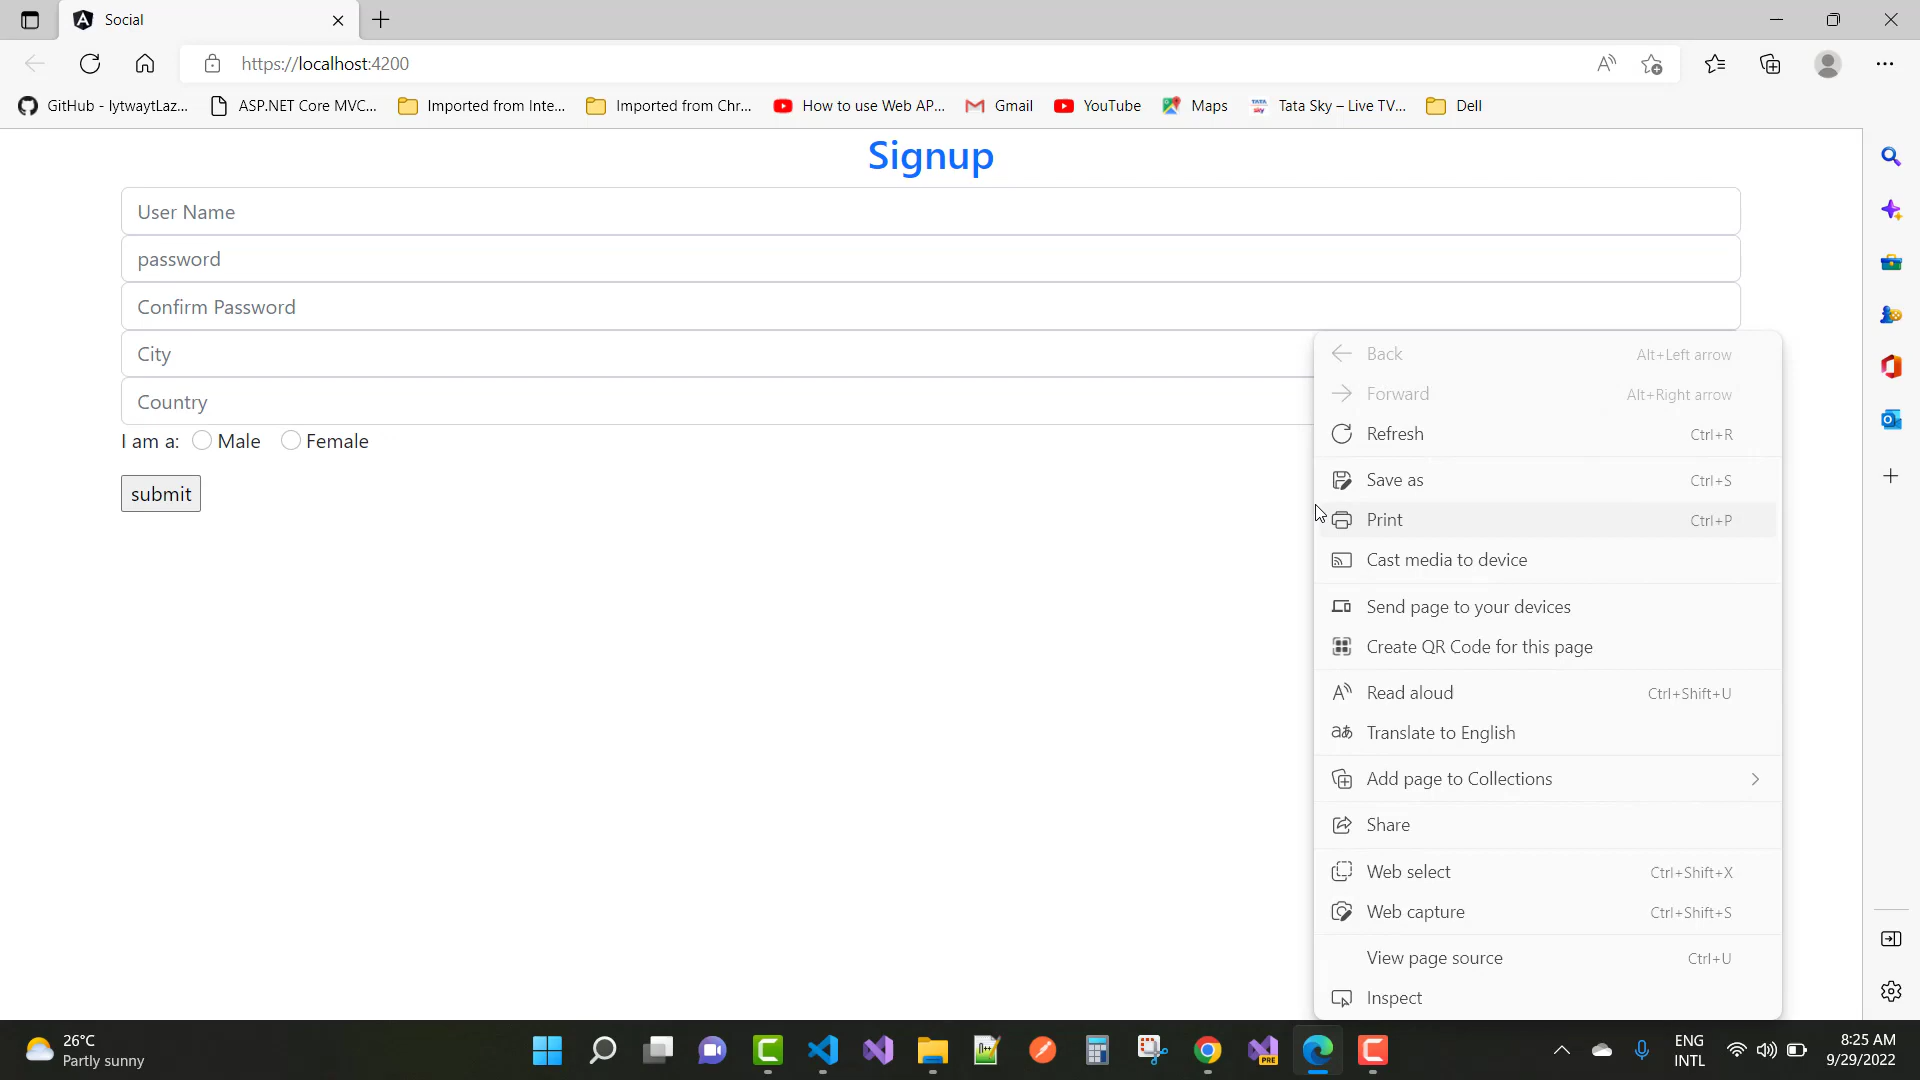 Social
https://localhost:4200
GitHub - lytwaytLaz...
ASP.NET Core MVC...
Imported from Inte...
Imported from Chr...
How to use Web AP...
Gmail
YouTube
Maps
Tata Sky – Live TV...
Dell
Signup
User Name
password
Confirm Password
City
Country
I am a: Male Female
submit
Back Alt+Left arrow
Forward Alt+Right arrow
Refresh Ctrl+R
Save as Ctrl+S
Print Ctrl+P
Cast media to device
Send page to your devices
Create QR Code for this page
Read aloud Ctrl+Shift+U
Translate to English
Add page to Collections
Share
Web select Ctrl+Shift+X
Web capture Ctrl+Shift+S
View page source Ctrl+U
Inspect
26°C
Partly sunny
PRE
ENG
INTL
8:25 AM
9/29/2022